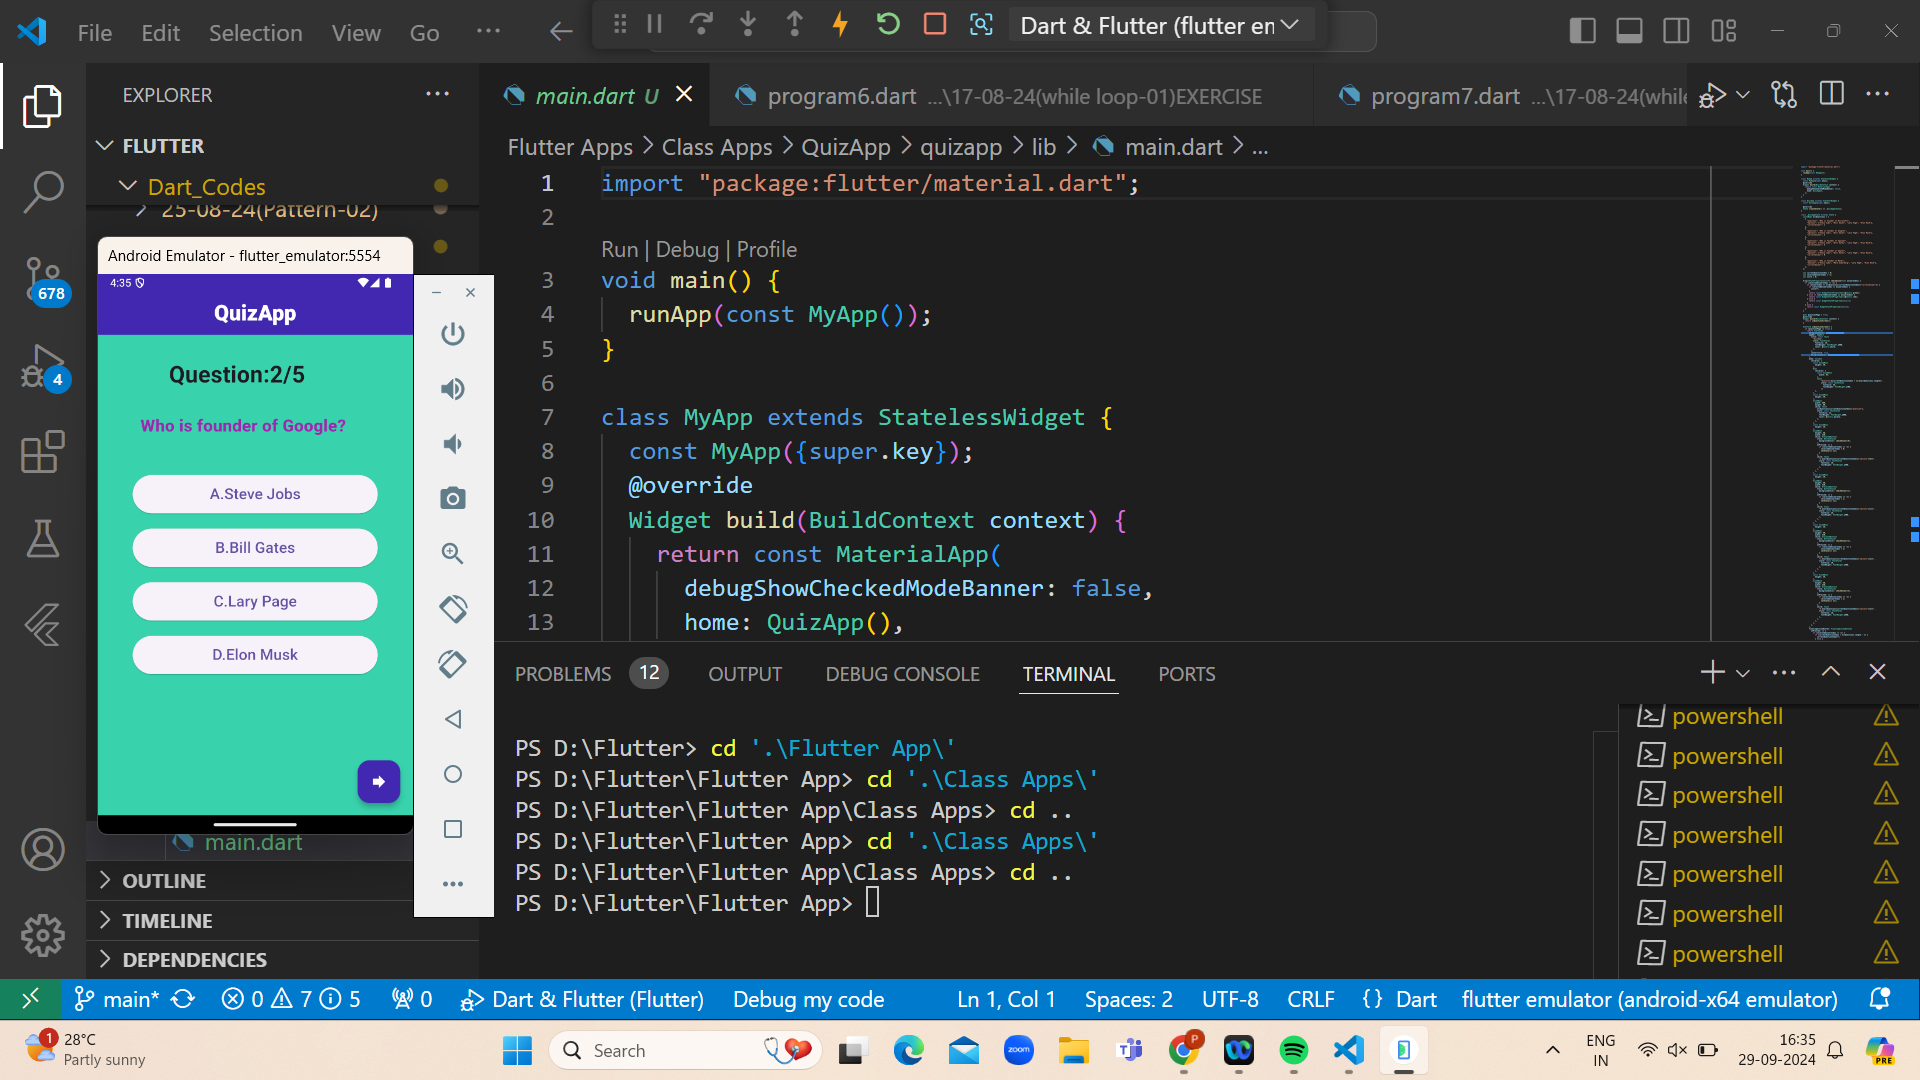 File Edit Selection View Go ...
Dart & Flutter (flutter en
EXPLORER
main.dart U
program6.dart ...\17-08-24(while loop-01)EXERCISE
program7.dart ...\17-08-24(while
FLUTTER
Flutter Apps > Class Apps > QuizApp > quizapp > lib > main.dart > ...
Dart_Codes
25-08-24(Pattern-02)
678
4
Android Emulator - flutter_emulator:5554
4:35
QuizApp
Question:2/5
Who is founder of Google?
A.Steve Jobs
B.Bill Gates
C.Lary Page
D.Elon Musk
main.dart
OUTLINE
TIMELINE
DEPENDENCIES
1 import "package:flutter/material.dart";
2
Run | Debug | Profile
3 void main() {
4 runApp(const MyApp());
5 }
6
7 class MyApp extends StatelessWidget {
8 const MyApp({super.key});
9 @override
10 Widget build(BuildContext context) {
11 return const MaterialApp(
12 debugShowCheckedModeBanner: false,
13 home: QuizApp(),
PROBLEMS 12 OUTPUT DEBUG CONSOLE TERMINAL PORTS
PS D:\Flutter> cd '.\Flutter App\'
PS D:\Flutter\Flutter App> cd '.\Class Apps\'
PS D:\Flutter\Flutter App\Class Apps> cd ..
PS D:\Flutter\Flutter App> cd '.\Class Apps\'
PS D:\Flutter\Flutter App\Class Apps> cd ..
PS D:\Flutter\Flutter App>
powershell
powershell
powershell
powershell
powershell
powershell
powershell
main* 0 7 5 0 Dart & Flutter (Flutter) Debug my code Ln 1, Col 1 Spaces: 2 UTF-8 CRLF {} Dart flutter emulator (android-x64 emulator)
1
28°C
Partly sunny
Search
zoom
P
ENG
IN
16:35
29-09-2024
PRE